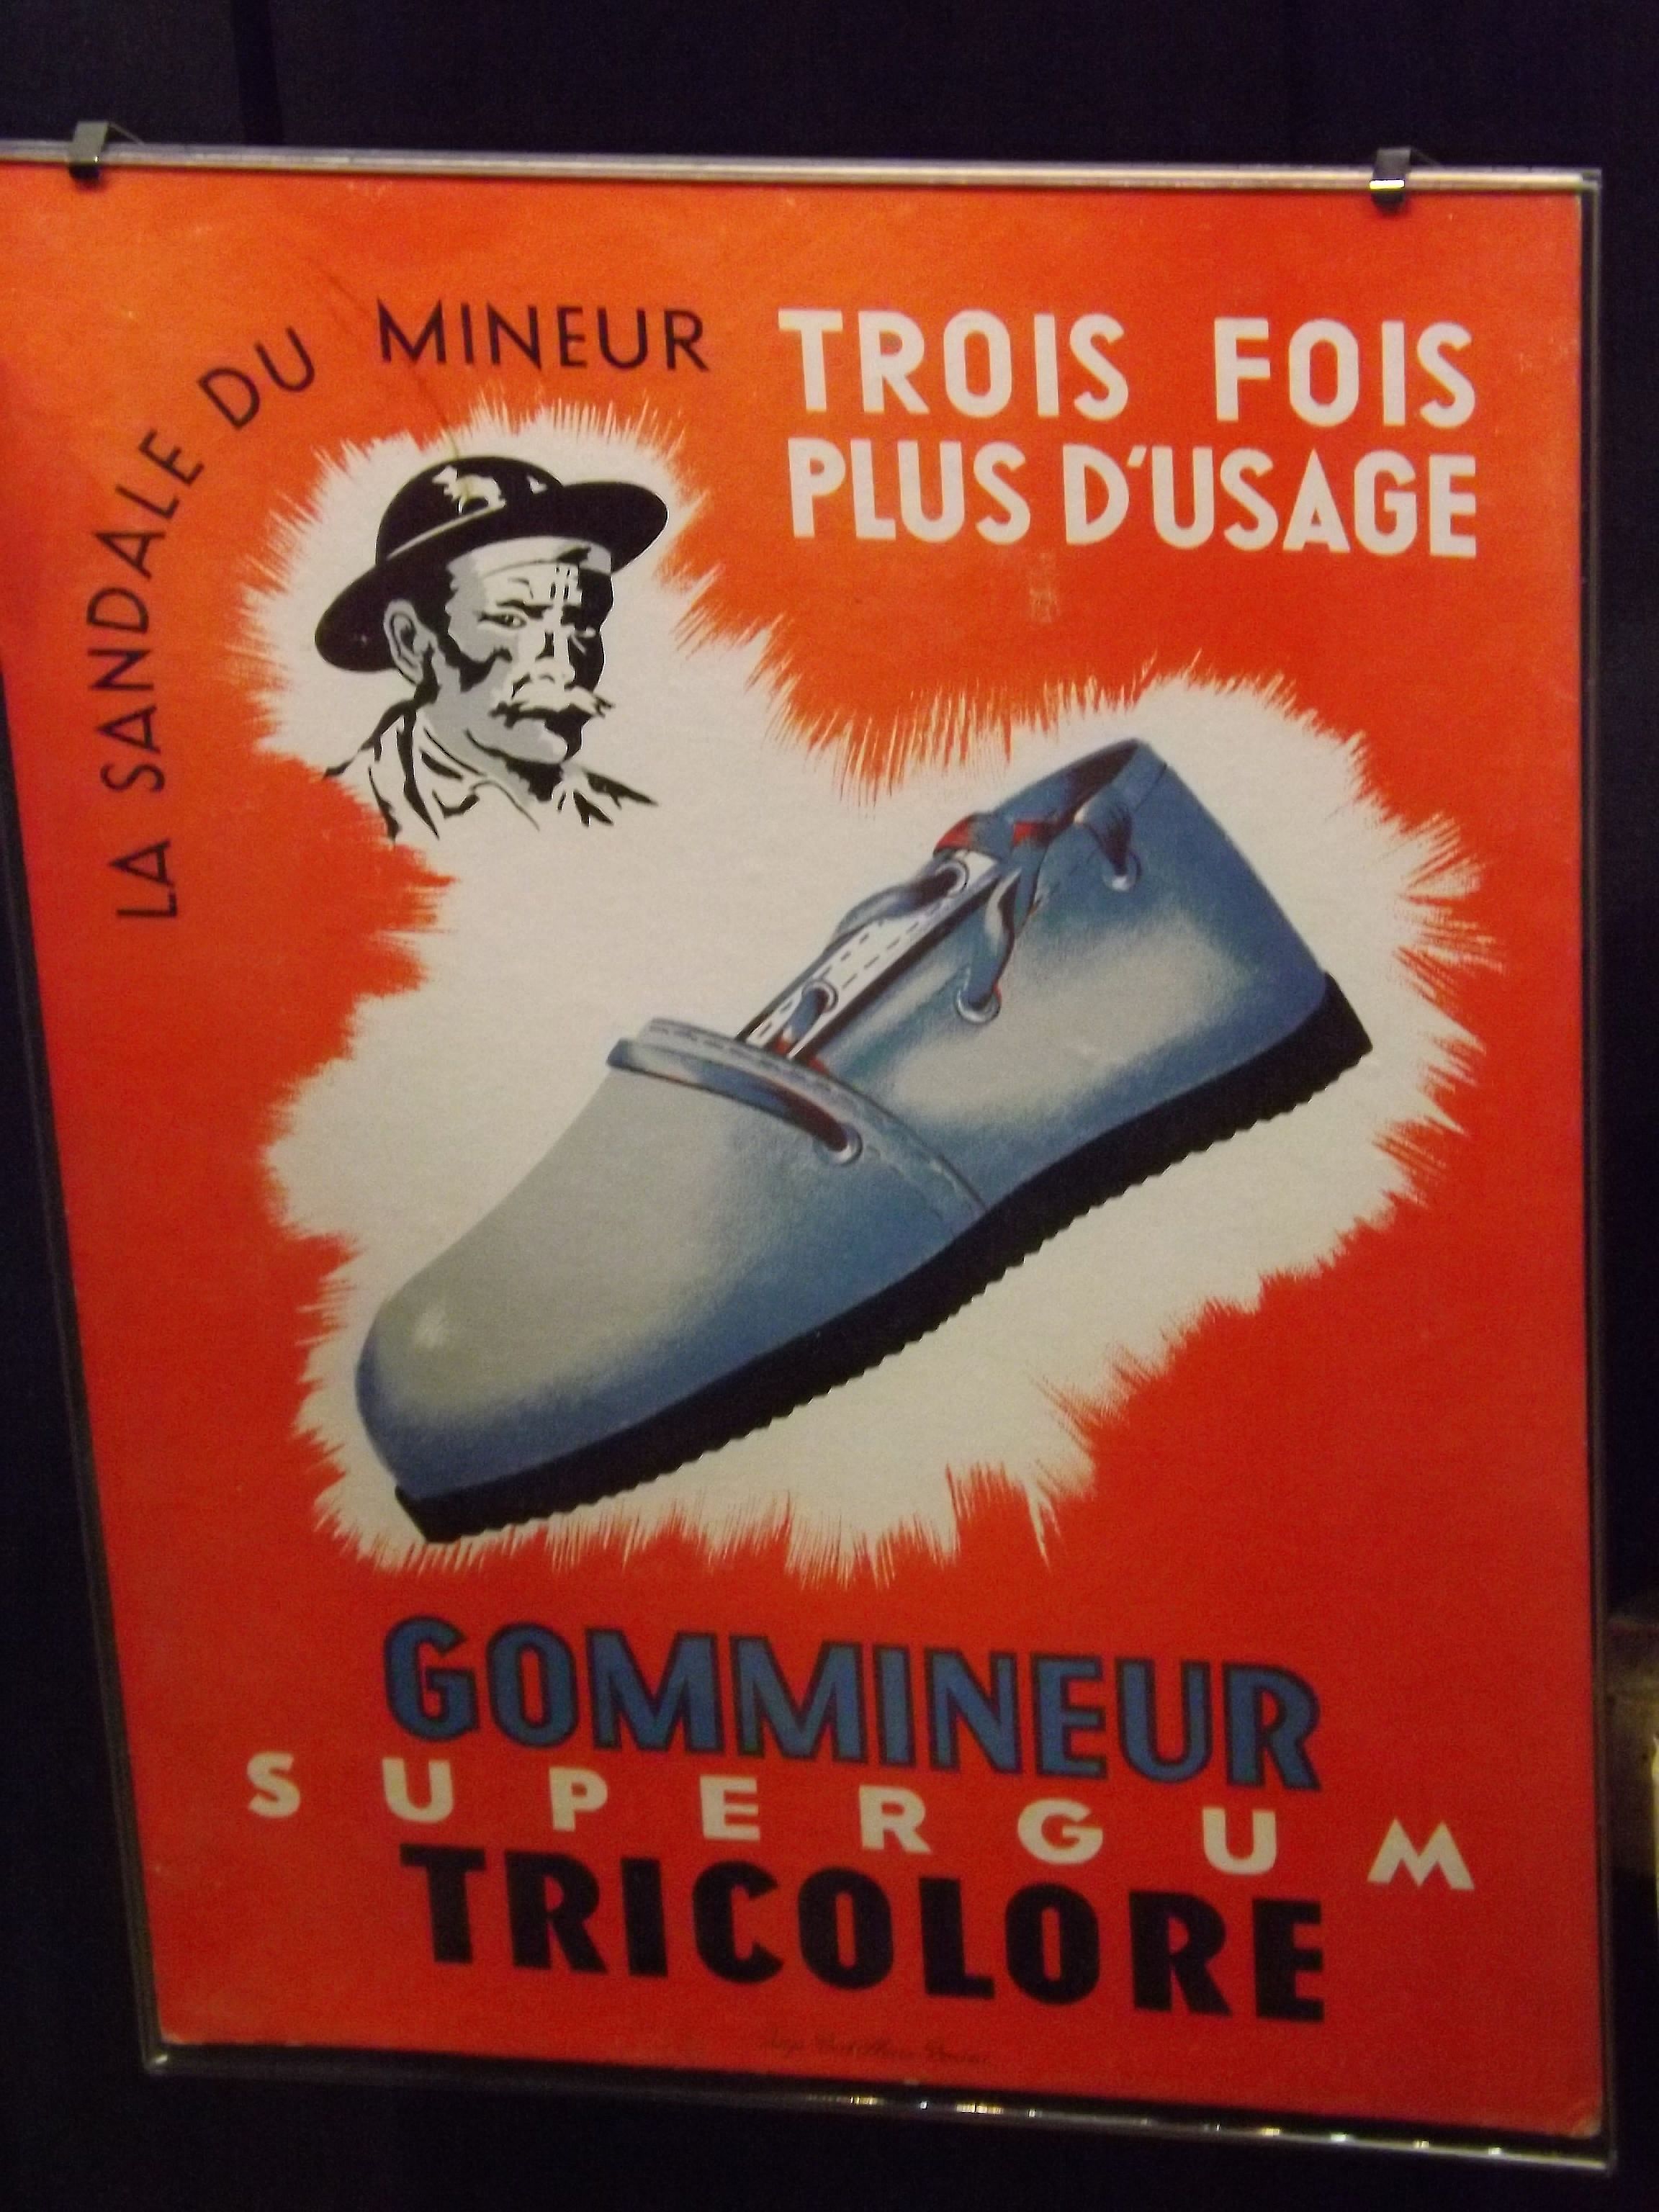 LA SANDALE DU MINEUR
TROIS FOIS
PLUS D'USAGE
GOMMINEUR
SUPERGUM
TRICOLORE